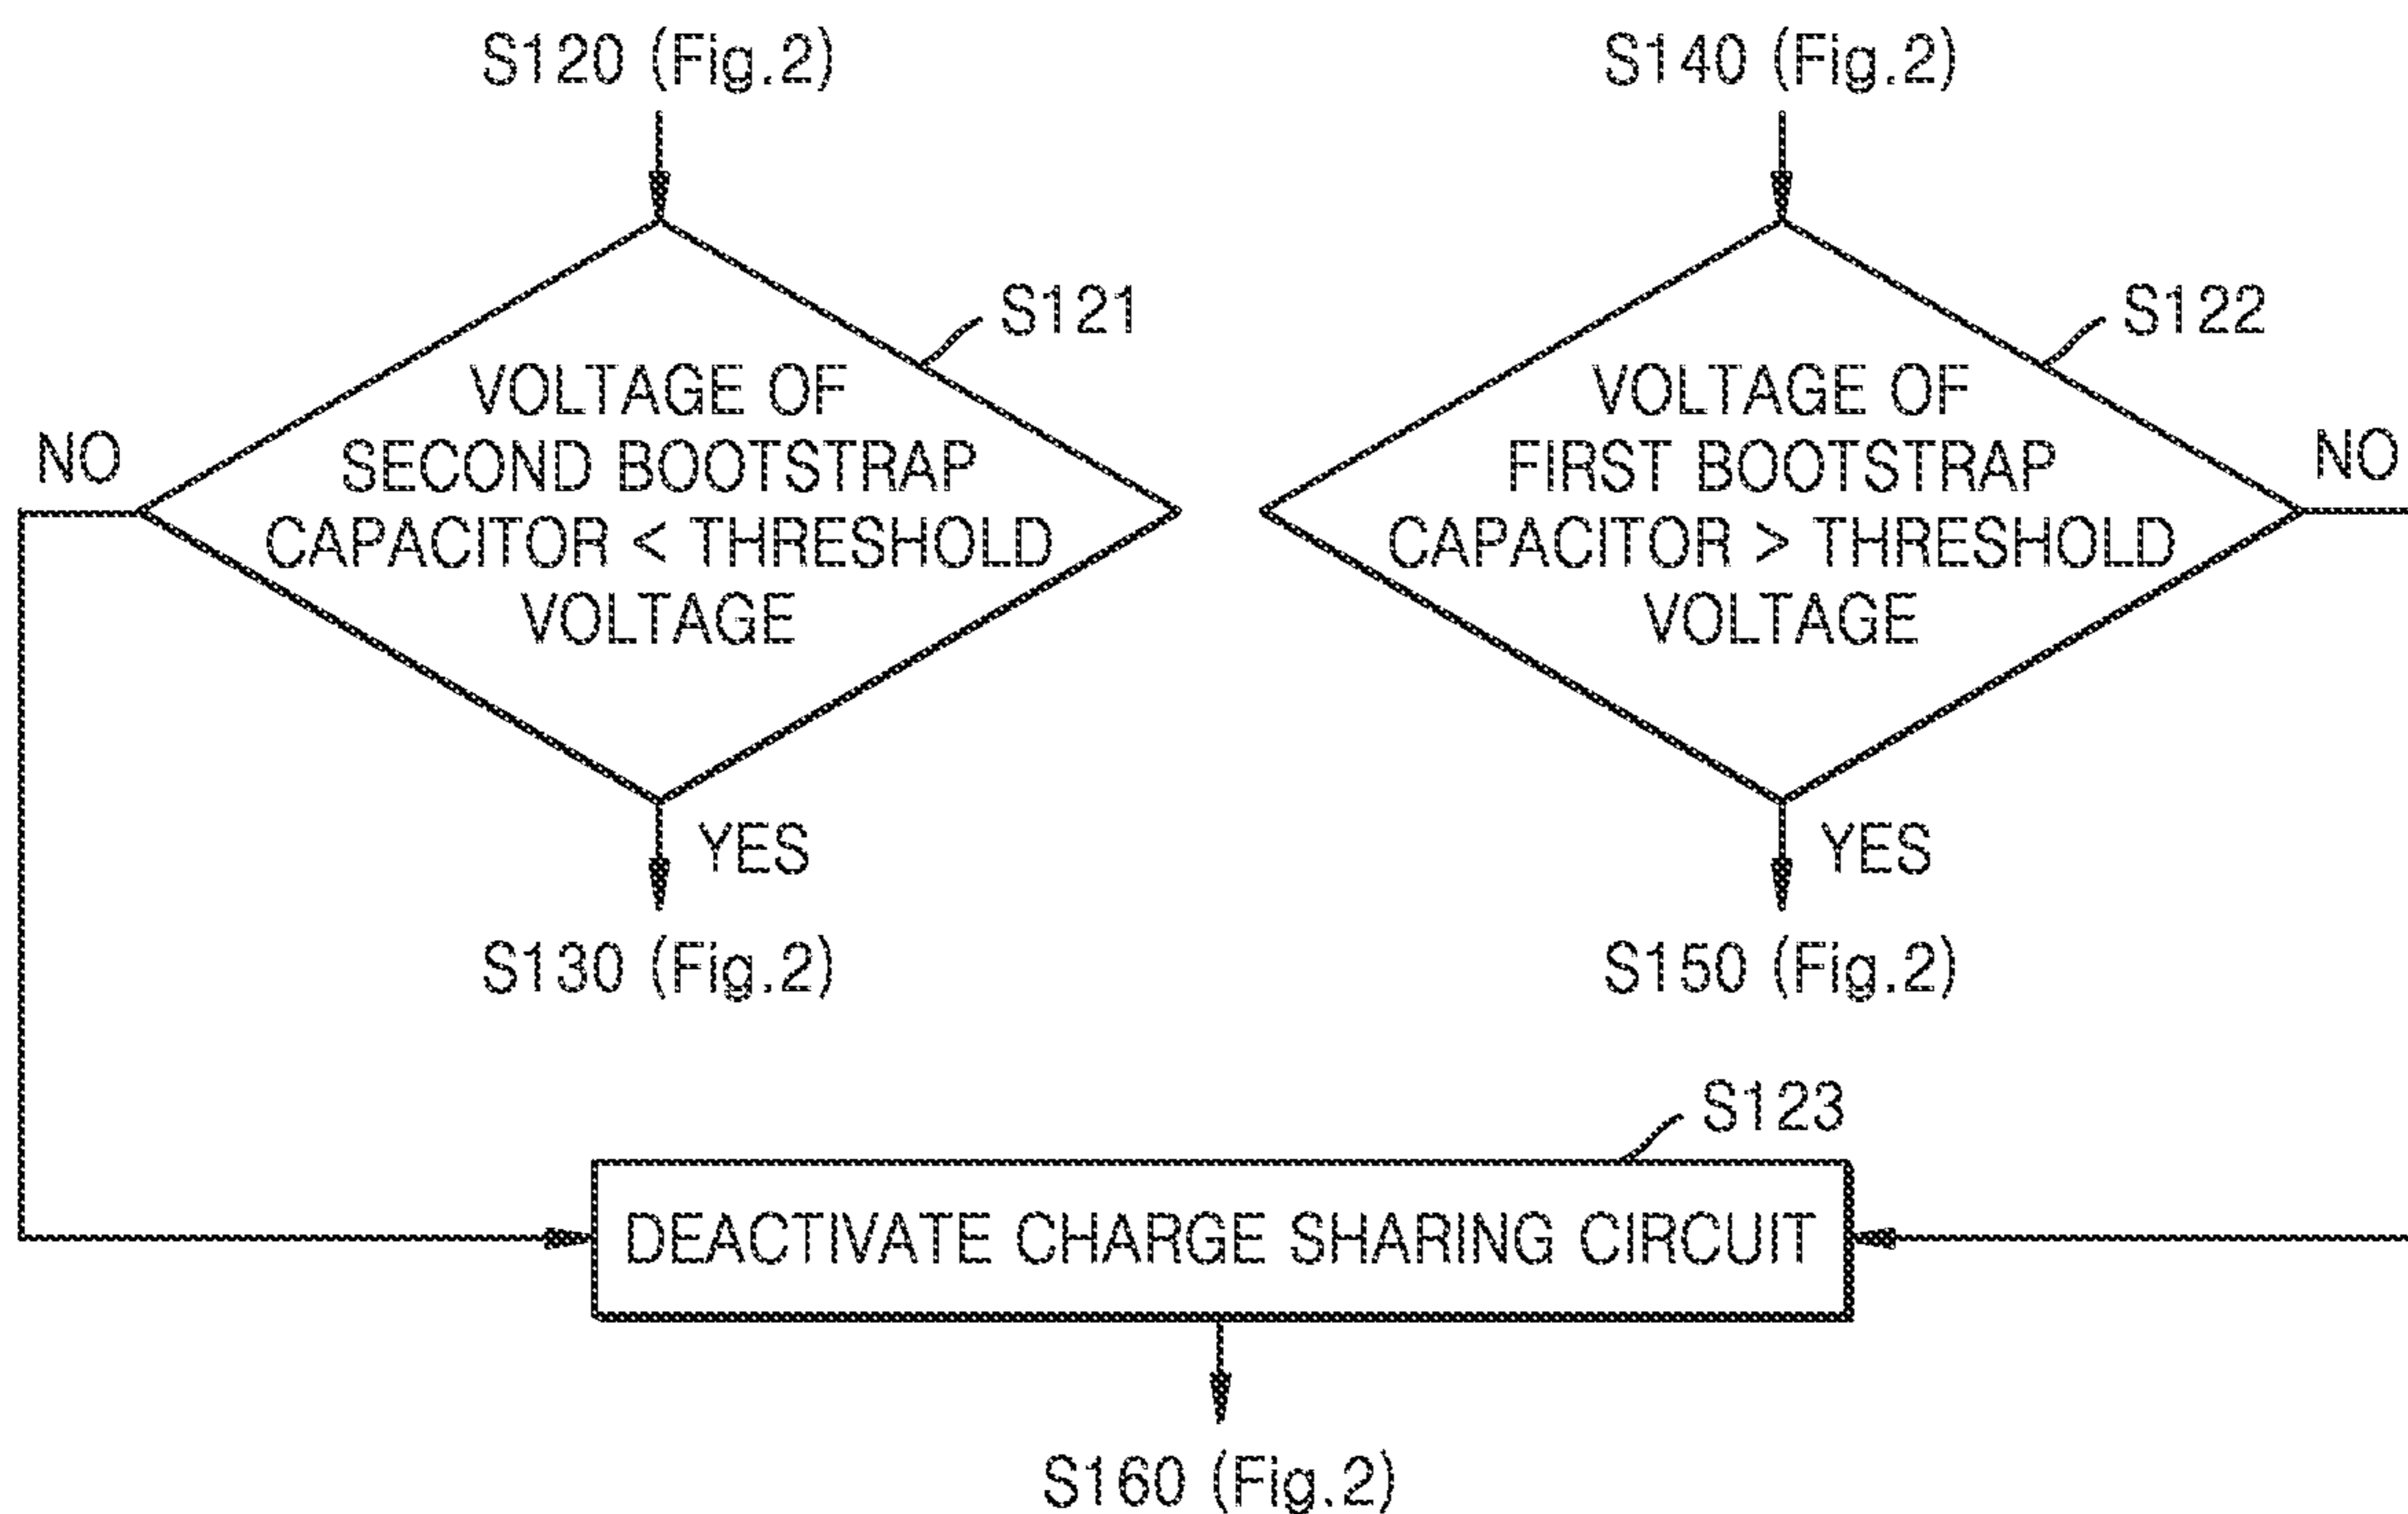 S120 (Fig.2)
S121
VOLTAGE OF
SECOND BOOTSTRAP
CAPACITOR < THRESHOLD
VOLTAGE
NO
YES
S130 (Fig.2)
S140 (Fig.2)
S122
VOLTAGE OF
FIRST BOOTSTRAP
CAPACITOR > THRESHOLD
VOLTAGE
NO
YES
S150 (Fig.2)
S123
DEACTIVATE CHARGE SHARING CIRCUIT
S160 (Fig.2)